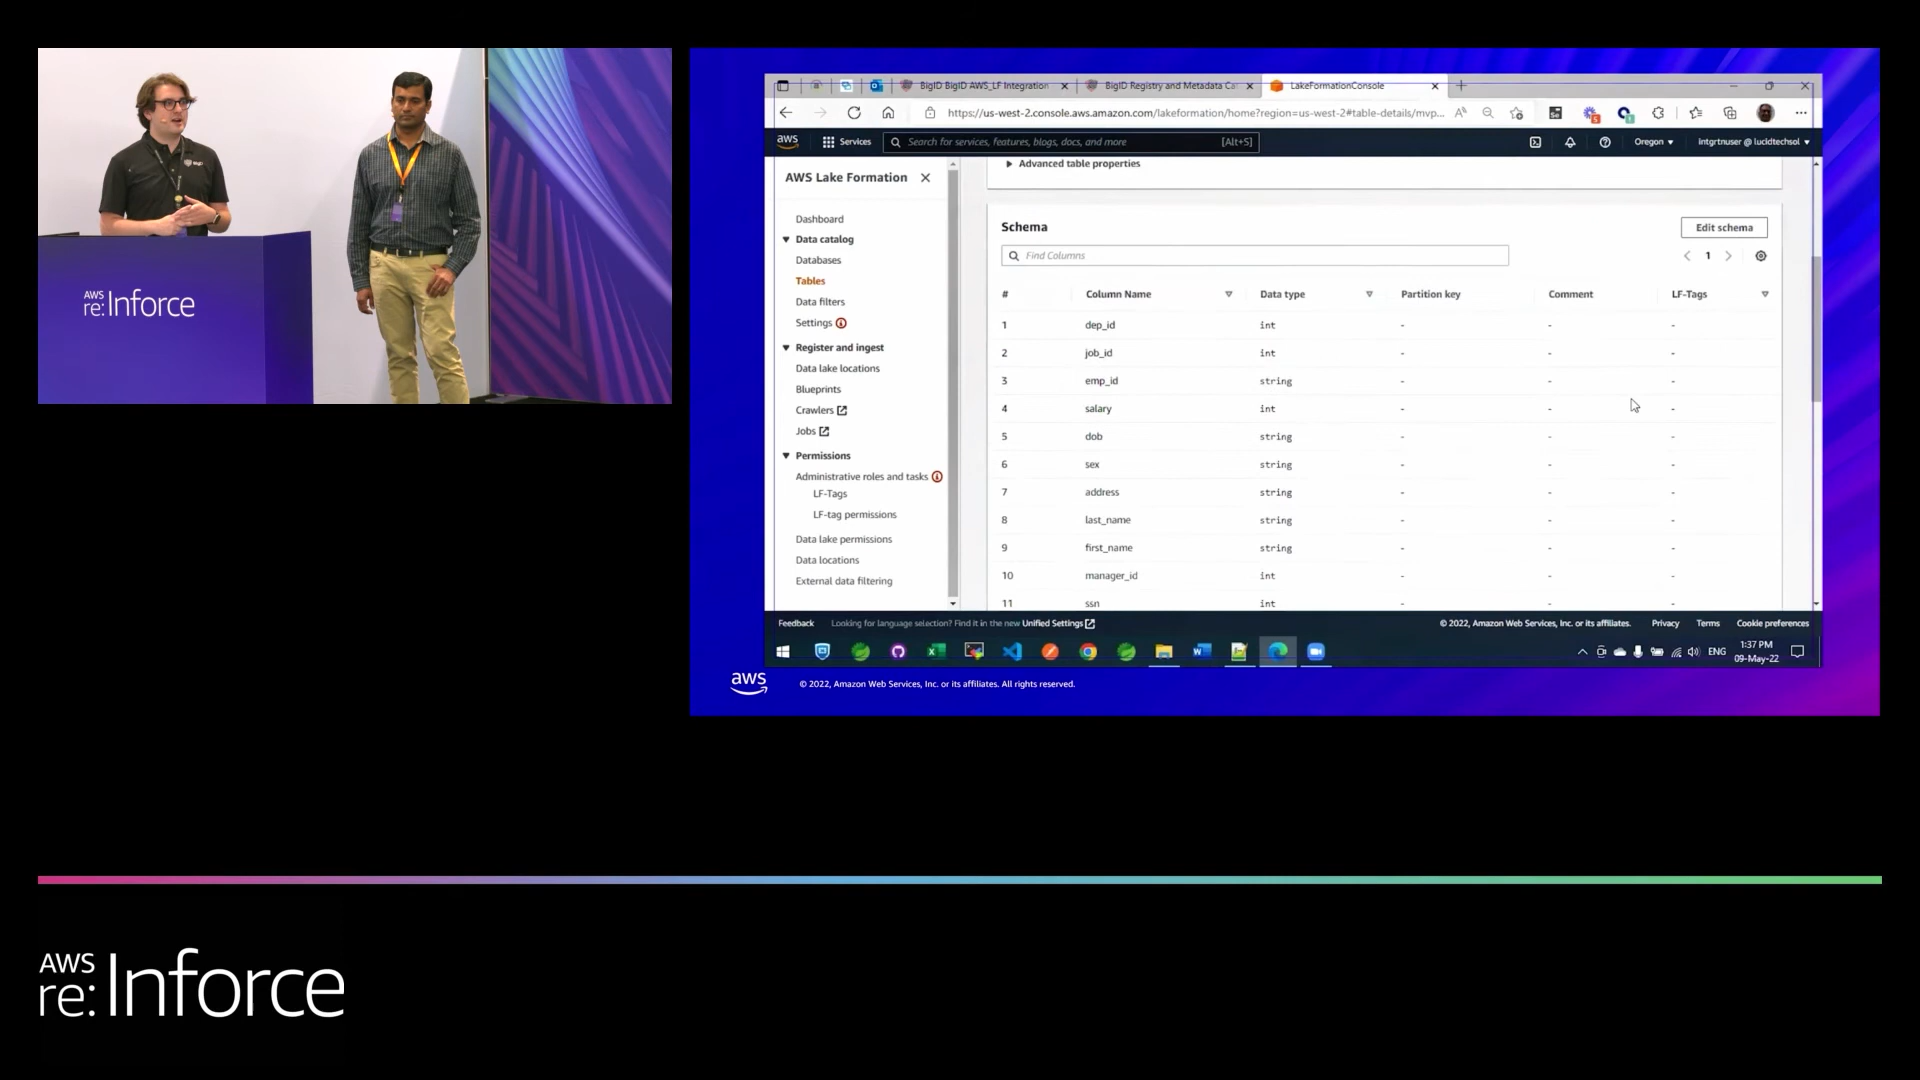 AWS
re:Inforce
BigID BigID AWS_LF Integration
BigID Registry and Metadata Ca
LakeFormationConsole
https://us-west-2.console.aws.amazon.com/lakeformation/home?region=us-west-2#table-details/mvp...
aws
Services
Search for services, features, blogs, docs, and more
[Alt+S]
Oregon
intgrtnuser @ lucidtechsol
AWS Lake Formation
Dashboard
Data catalog
Databases
Tables
Data filters
Settings
Register and ingest
Data lake locations
Blueprints
Crawlers
Jobs
Permissions
Administrative roles and tasks
LF-Tags
LF-tag permissions
Data lake permissions
Data locations
External data filtering
Advanced table properties
Schema
Edit schema
Find Columns
1
# Column Name Data type Partition key Comment LF-Tags
1 dep_id int - - -
2 job_id int - - -
3 emp_id string - - -
4 salary int - - -
5 dob string - - -
6 sex string - - -
7 address string - - -
8 last_name string - - -
9 first_name string - - -
10 manager_id int - - -
11 ssn int - - -
Feedback Looking for language selection? Find it in the new Unified Settings
© 2022, Amazon Web Services, Inc. or its affiliates. Privacy Terms Cookie preferences
ENG
1:37 PM
09-May-22
aws
© 2022, Amazon Web Services, Inc. or its affiliates. All rights reserved.
AWS
re:Inforce